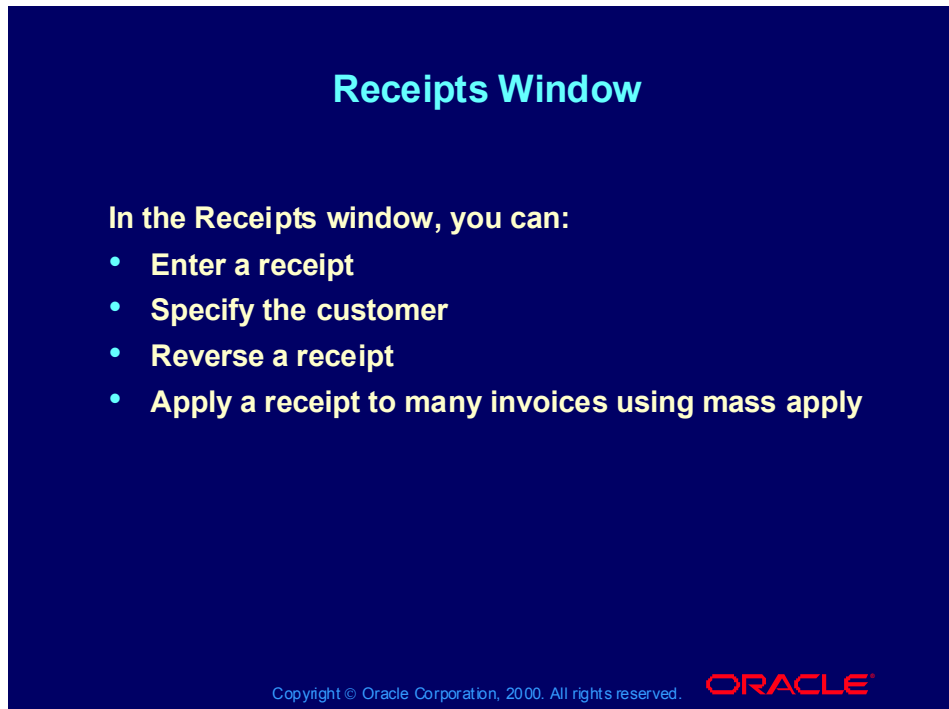 Receipts Window
In the Receipts window, you can:
• Enter a receipt
• Specify the customer
• Reverse a receipt
• Apply a receipt to many invoices using mass apply
Copyright © Oracle Corporation, 2000. All rights reserved.
ORACLE®